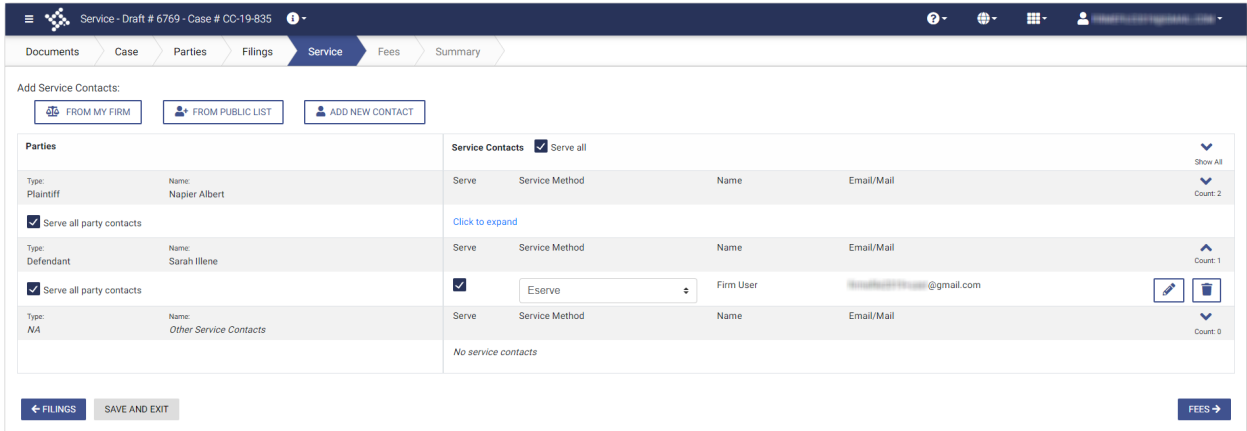 Service - Draft # 6769 - Case # CC-19-835
Documents Case Parties Filings Service Fees Summary
Add Service Contacts:
FROM MY FIRM FROM PUBLIC LIST ADD NEW CONTACT
Parties Service Contacts Serve all
Show All
Type: Name: Serve Service Method Name Email/Mail
Plaintiff Napier Albert Count: 2
Serve all party contacts Click to expand
Type: Name: Serve Service Method Name Email/Mail
Defendant Sarah Illene Count: 1
Serve all party contacts Eserve Firm User @gmail.com
Type: Name: Serve Service Method Name Email/Mail
NA Other Service Contacts Count: 0
No service contacts
FILINGS SAVE AND EXIT FEES